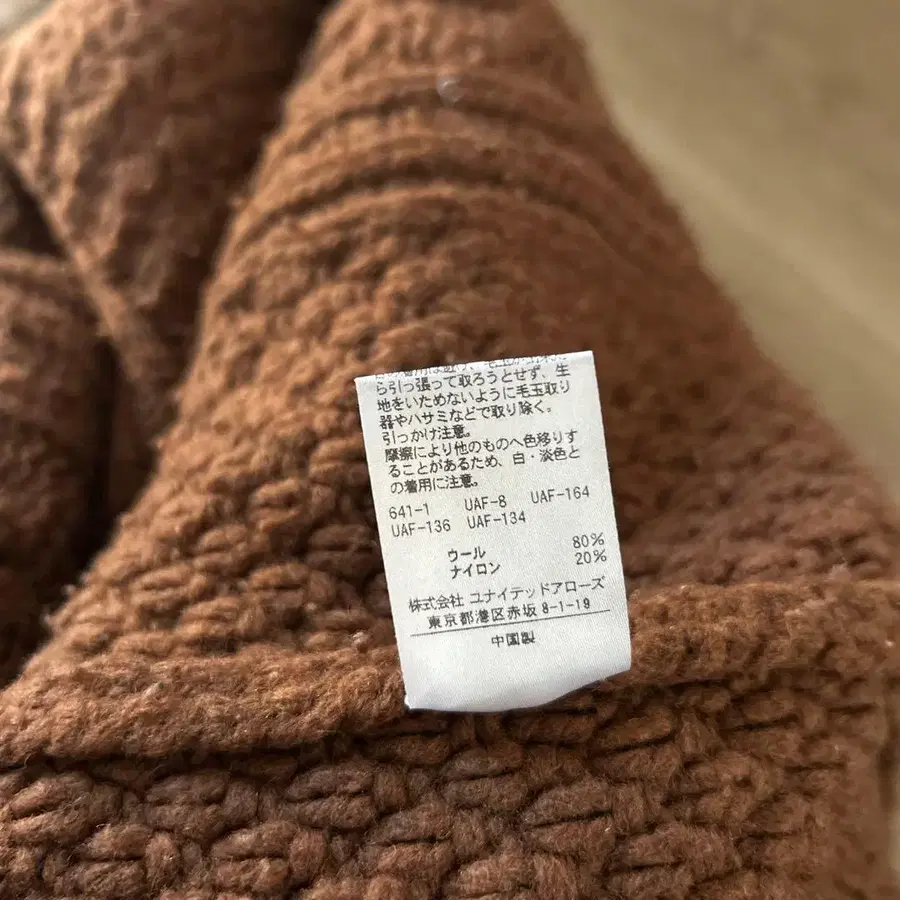 ら引っ張って取ろうとせず、生
地をいためないように毛玉取り
器やハサミなどで取り除く。
引っかけ注意。
摩擦により他のものへ色移りす
ることがあるため、白・淡色と
の着用に注意。
641-1 UAF-8 UAF-164
UAF-136 UAF-134
ウール 80%
ナイロン 20%
株式会社 ユナイテッドアローズ
東京都港区赤坂 8-1-19
中国製